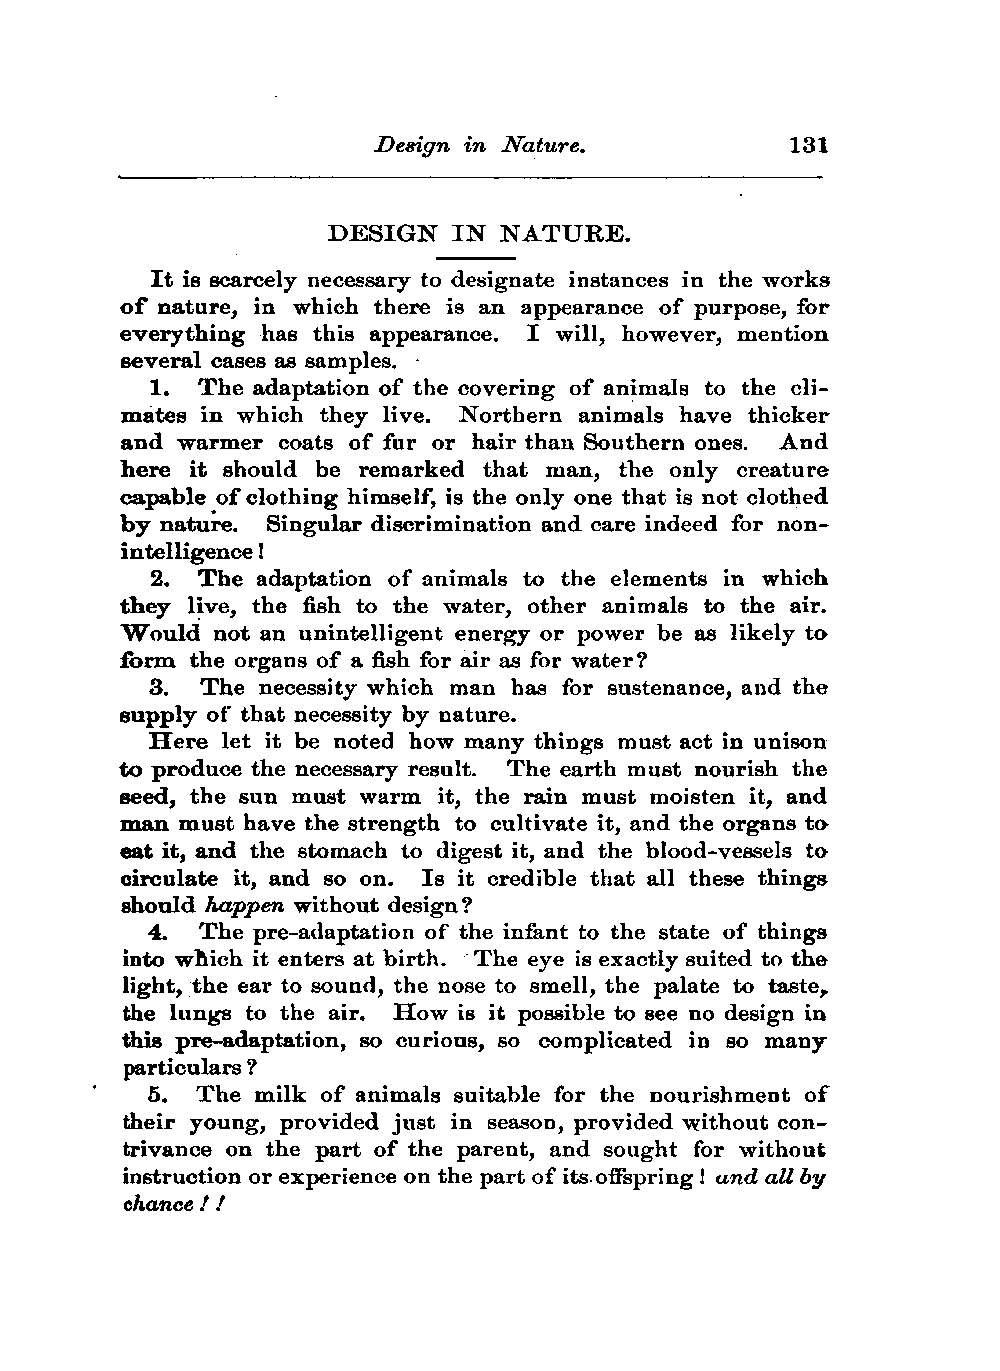 Design in Nature. 131
DESIGN IN NATURE.
It is scarcely necessary to designate instances in the works
of nature, in which there is an appearance of purpose, for
everything has this appearance. I will, however, mention
several cases as samples.
1. The adaptation of the covering of animals to the cli-
mates in which they live. Northern animals have thicker
and warmer coats of fur or hair than Southern ones. And
here it should be remarked that man, the only creature
capable of clothing himself, is the only one that is not clothed
by nature. Singular discrimination and care indeed for non-
intelligence!
2. The adaptation of animals to the elements in which
they live, the fish to the water, other animals to the air.
Would not an unintelligent energy or power be as likely to
form the organs of a fish for air as for water?
3. The necessity which man has for sustenance, and the
supply of that necessity by nature.
Here let it be noted how many things must act in unison
to produce the necessary result. The earth must nourish the
seed, the sun must warm it, the rain must moisten it, and
man must have the strength to cultivate it, and the organs to
eat it, and the stomach to digest it, and the blood-vessels to
circulate it, and so on. Is it credible that all these things
should happen without design?
4. The pre-adaptation of the infant to the state of things
into which it enters at birth. The eye is exactly suited to the
light, the ear to sound, the nose to smell, the palate to taste,
the lungs to the air. How is it possible to see no design in
this pre-adaptation, so curious, so complicated in so many
particulars?
5. The milk of animals suitable for the nourishment of
their young, provided just in season, provided without con-
trivance on the part of the parent, and sought for without
instruction or experience on the part of its offspring! and all by
chance!!